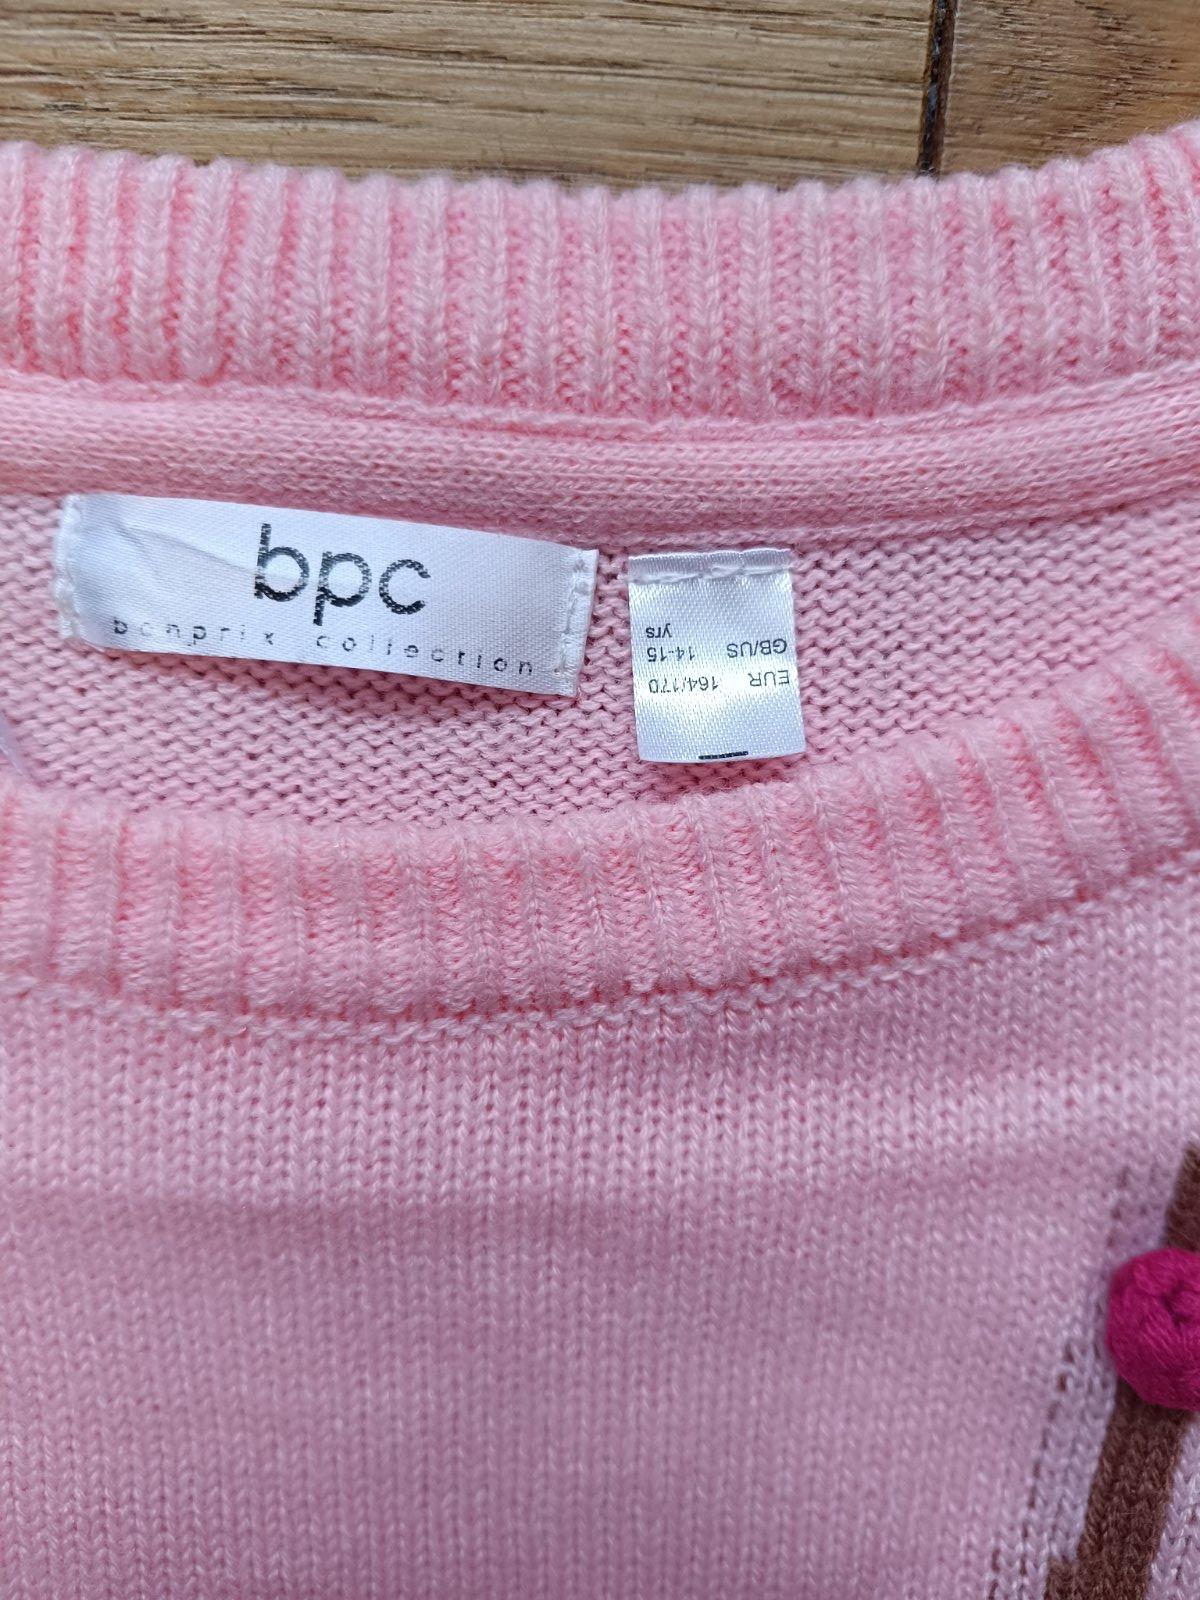 bpc
bonprix collection
EUR 164/170
GB/US 14-15
yrs